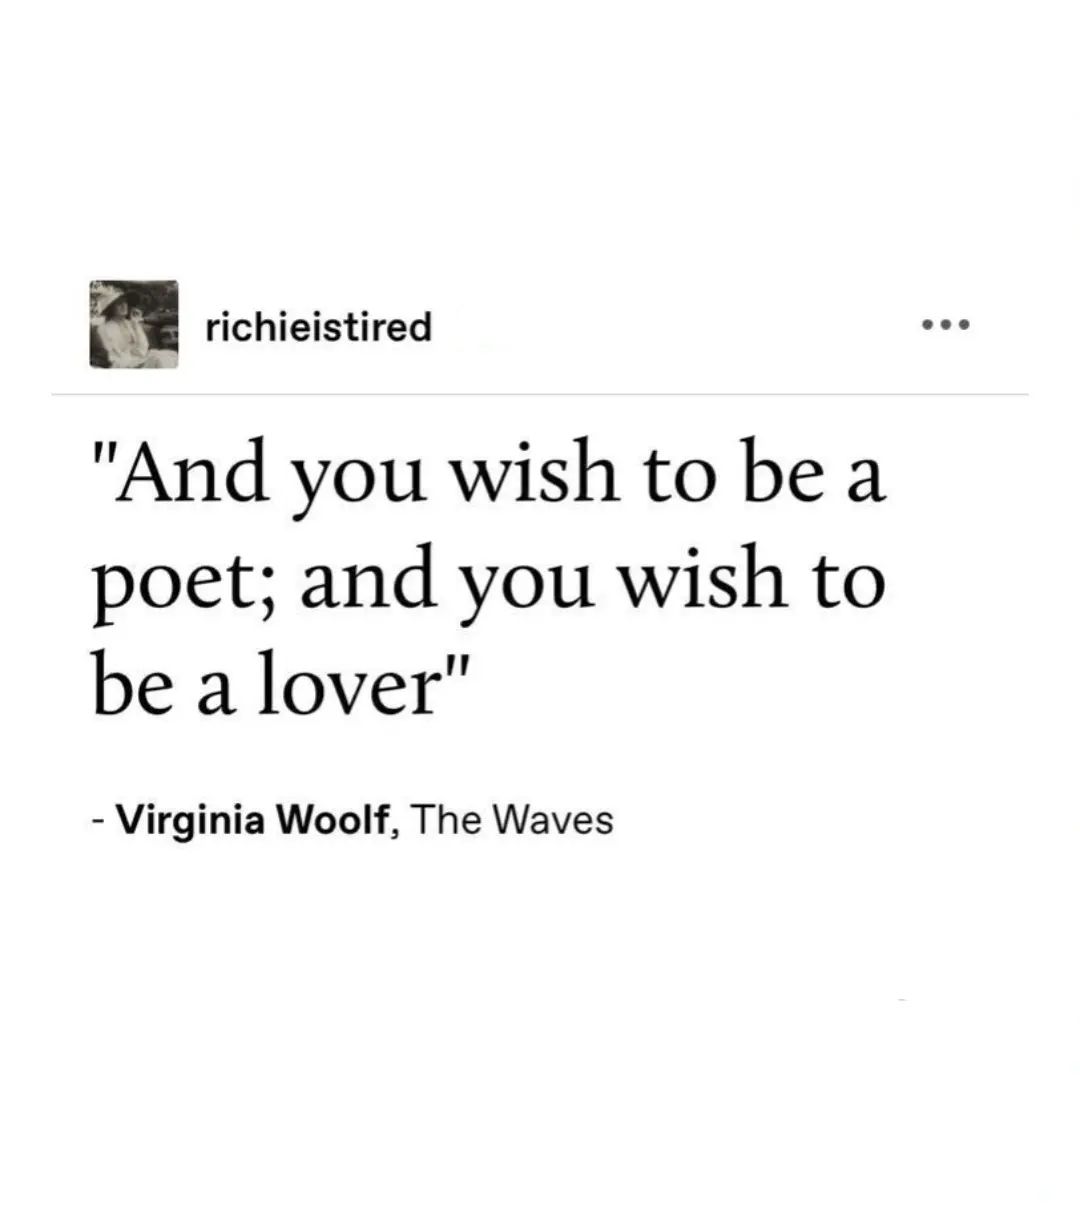 richieistired
"And you wish to be a
poet; and you wish to
be a lover"
- Virginia Woolf, The Waves